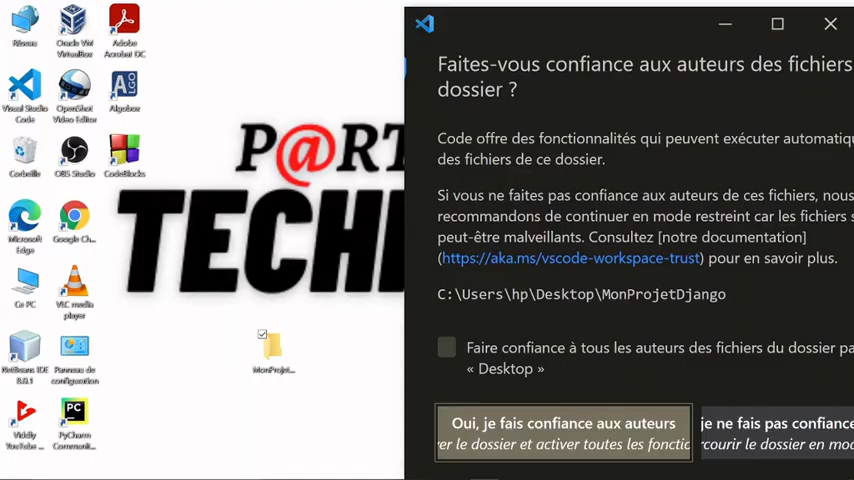 Réseau
Oracle VM
VirtualBox
Adobe
Acrobat DC
Visual Studio
Code
OpenShot
Video Editor
Algobox
Corbeille
OBS Studio
CodeBlocks
Microsoft
Edge
Google Ch...
Ce PC
VLC media
player
NetBeans IDE
8.0.1
Panneau de
configuration
Viddly
YouTube ...
PyCharm
Communit...
MonProjet...
P@RT
TECH
Faites-vous confiance aux auteurs des fichiers
dossier ?
Code offre des fonctionnalités qui peuvent exécuter automatiqu
des fichiers de ce dossier.
Si vous ne faites pas confiance aux auteurs de ces fichiers, nous
recommandons de continuer en mode restreint car les fichiers s
peut-être malveillants. Consultez [notre documentation]
(https://aka.ms/vscode-workspace-trust) pour en savoir plus.
C:\Users\hp\Desktop\MonProjetDjango
Faire confiance à tous les auteurs des fichiers du dossier pa
« Desktop »
Oui, je fais confiance aux auteurs
er le dossier et activer toutes les fonctio
je ne fais pas confiance
rcourir le dossier en mo